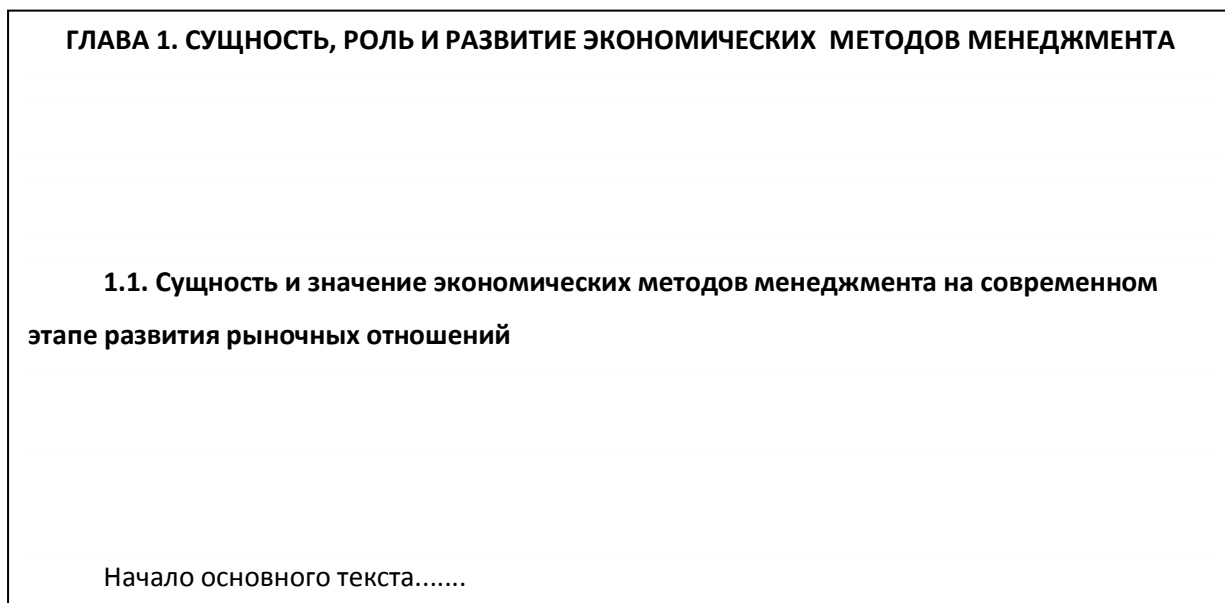 ГЛАВА 1. СУЩНОСТЬ, РОЛЬ И РАЗВИТИЕ ЭКОНОМИЧЕСКИХ  МЕТОДОВ МЕНЕДЖМЕНТА
1.1. Сущность и значение экономических методов менеджмента на современном
этапе развития рыночных отношений
Начало основного текста.......